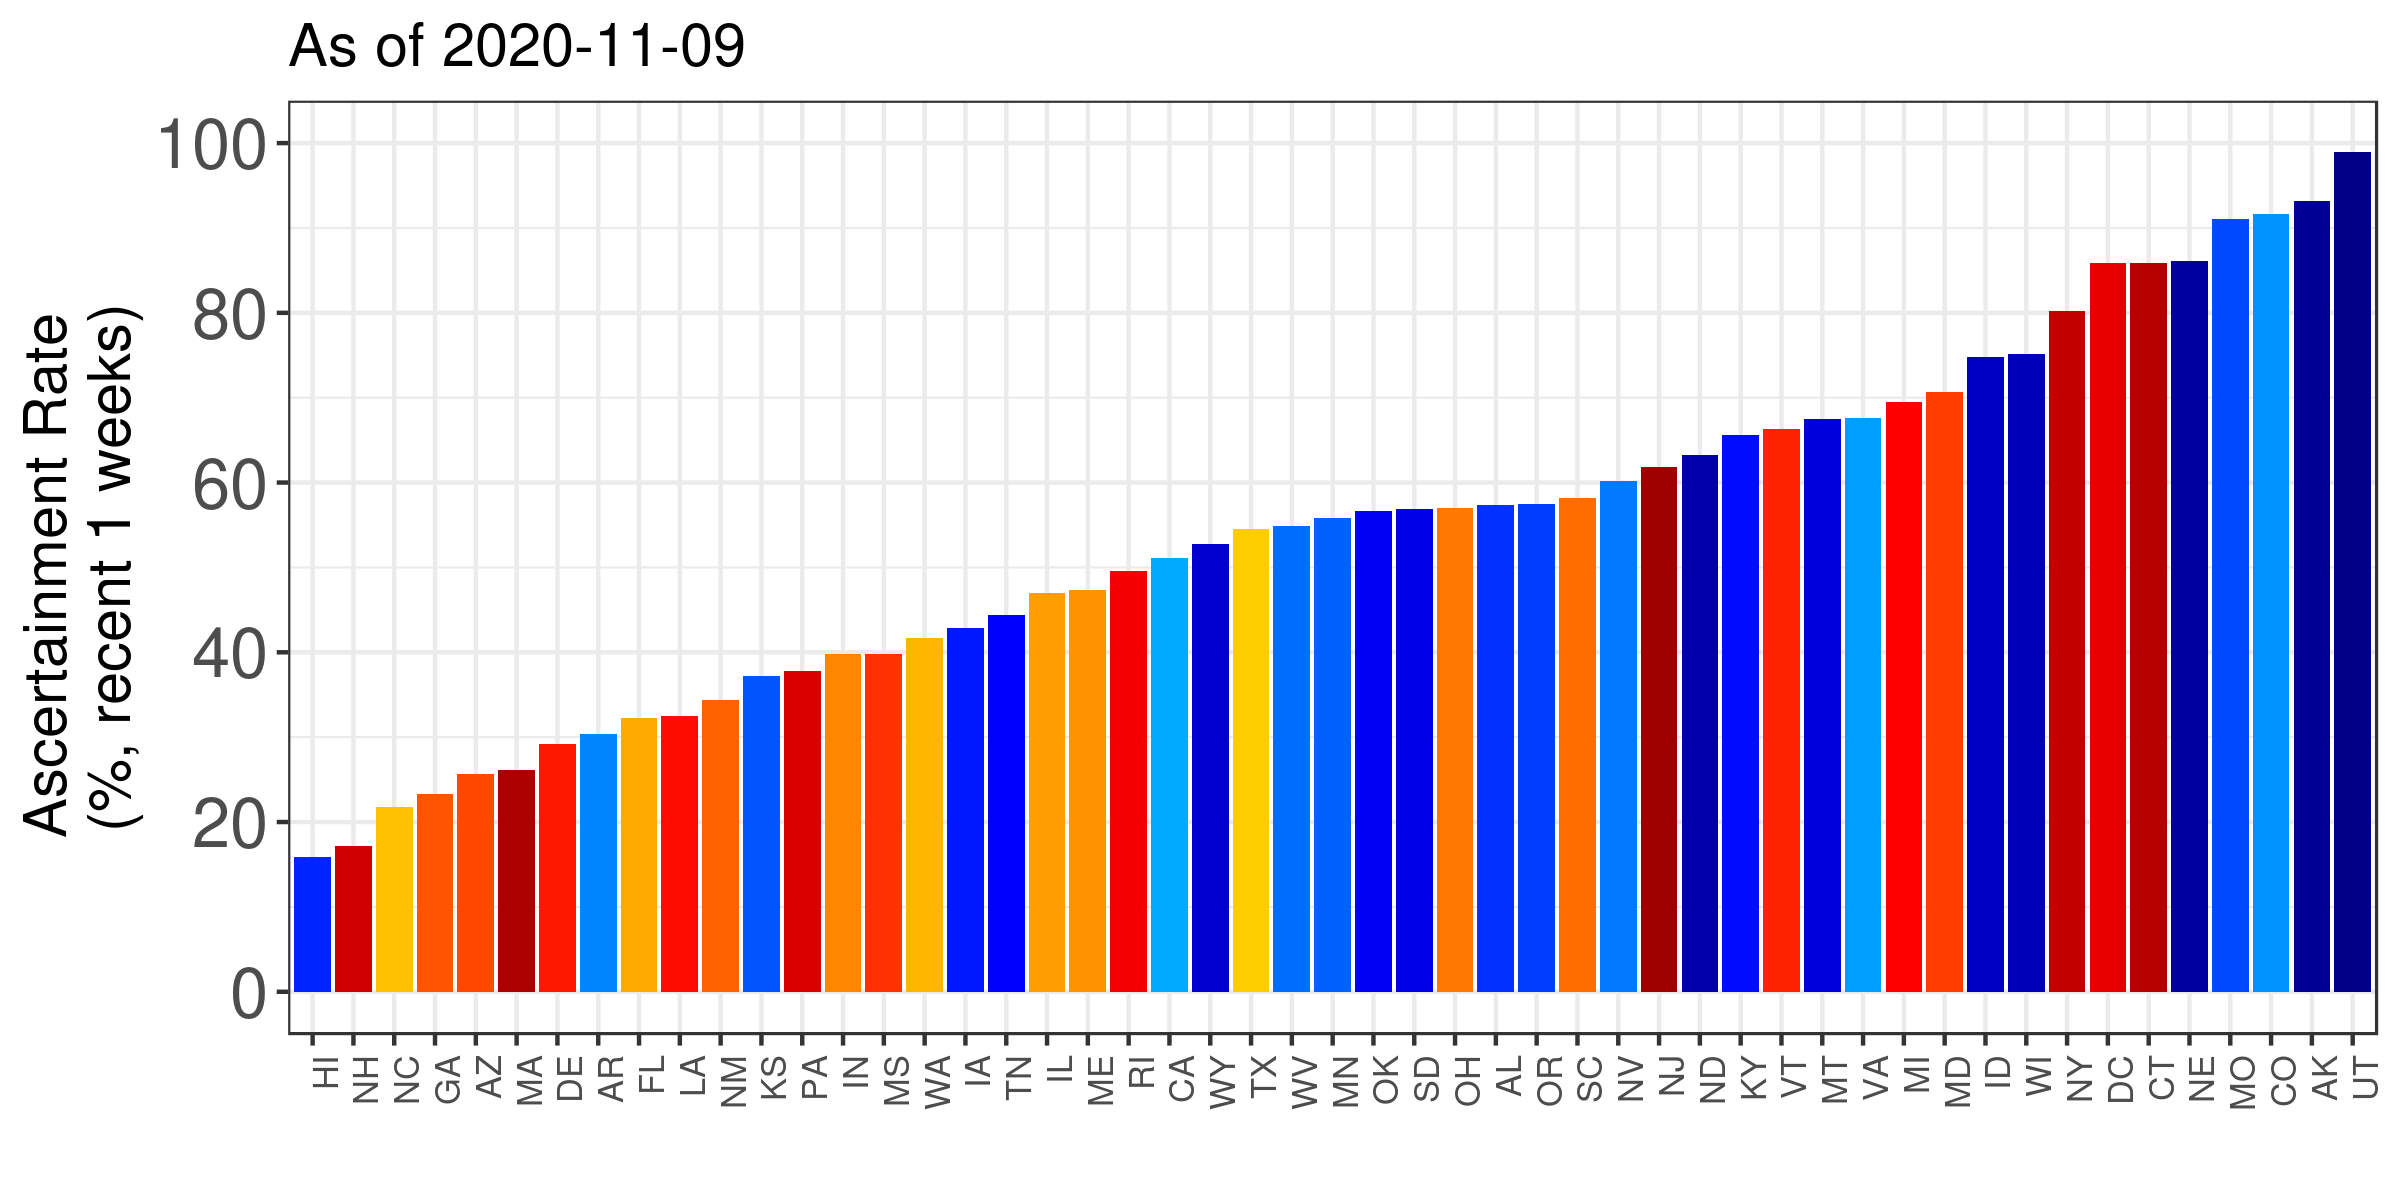 As of 2020-11-09
Ascertainment Rate
(%, recent 1 weeks)
100
80
60
40
20
0
HI NH NC GA AZ MA DE AR FL LA NM KS PA IN MS WA IA TN IL ME RI CA WY TX WV MN OK SD OH AL OR SC NV NJ ND KY VT MT VA MI MD ID WI NY DC CT NE MO CO AK UT